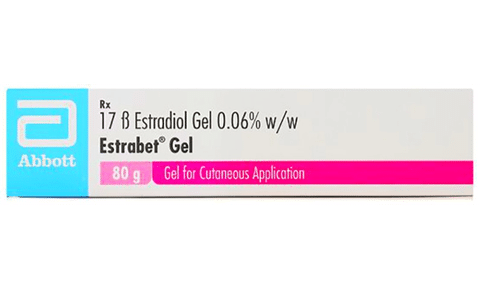 Rx
17 ß Estradiol Gel 0.06% w/w
Estrabet® Gel
80 g Gel for Cutaneous Application
Abbott